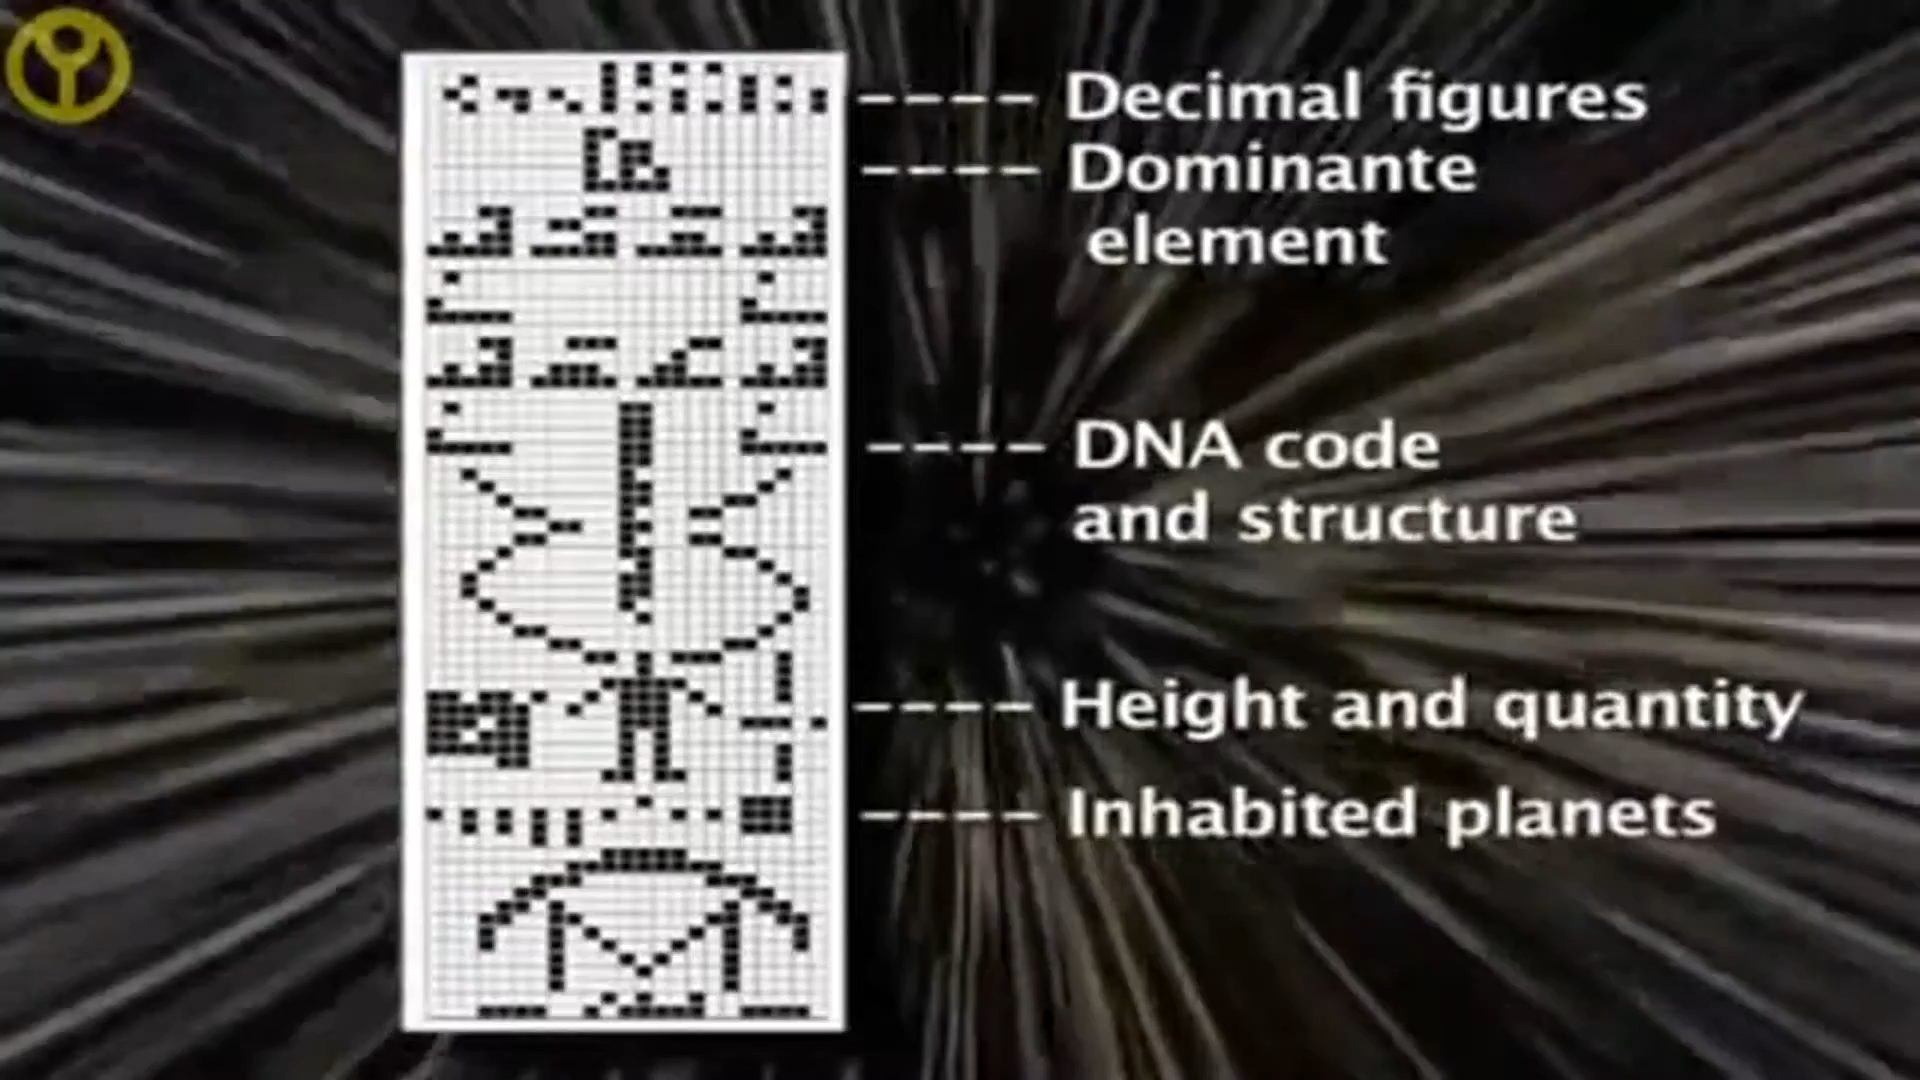 Decimal figures
Dominante
element
DNA code
and structure
Height and quantity
Inhabited planets